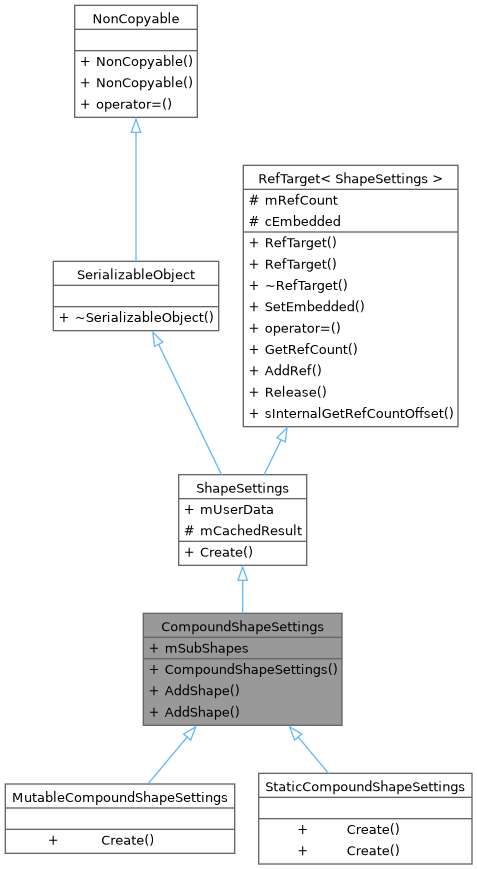 NonCopyable
+ NonCopyable()
+ NonCopyable()
+ operator=()
RefTarget< ShapeSettings >
# mRefCount
# cEmbedded
+ RefTarget()
+ RefTarget()
+ ~RefTarget()
+ SetEmbedded()
+ operator=()
+ GetRefCount()
+ AddRef()
+ Release()
+ sInternalGetRefCountOffset()
SerializableObject
+ ~SerializableObject()
ShapeSettings
+ mUserData
# mCachedResult
+ Create()
CompoundShapeSettings
+ mSubShapes
+ CompoundShapeSettings()
+ AddShape()
+ AddShape()
MutableCompoundShapeSettings
+ Create()
StaticCompoundShapeSettings
+ Create()
+ Create()